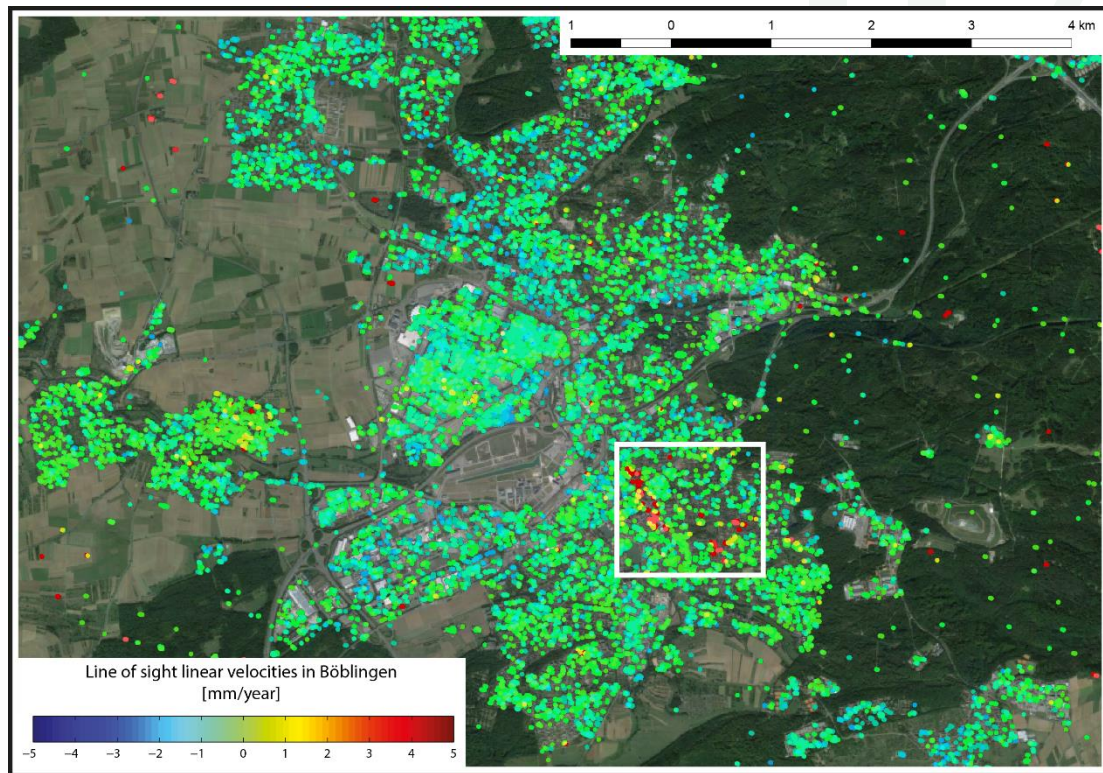 1 0 1 2 3 4 km
Line of sight linear velocities in Böblingen
[mm/year]
−5 −4 −3 −2 −1 0 1 2 3 4 5